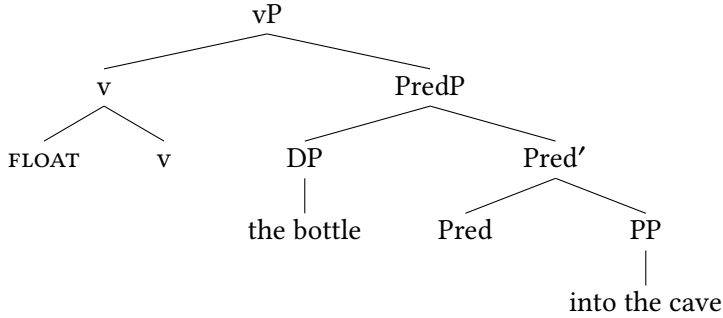 vP
v PredP
FLOAT v DP Pred′
the bottle Pred PP
into the cave